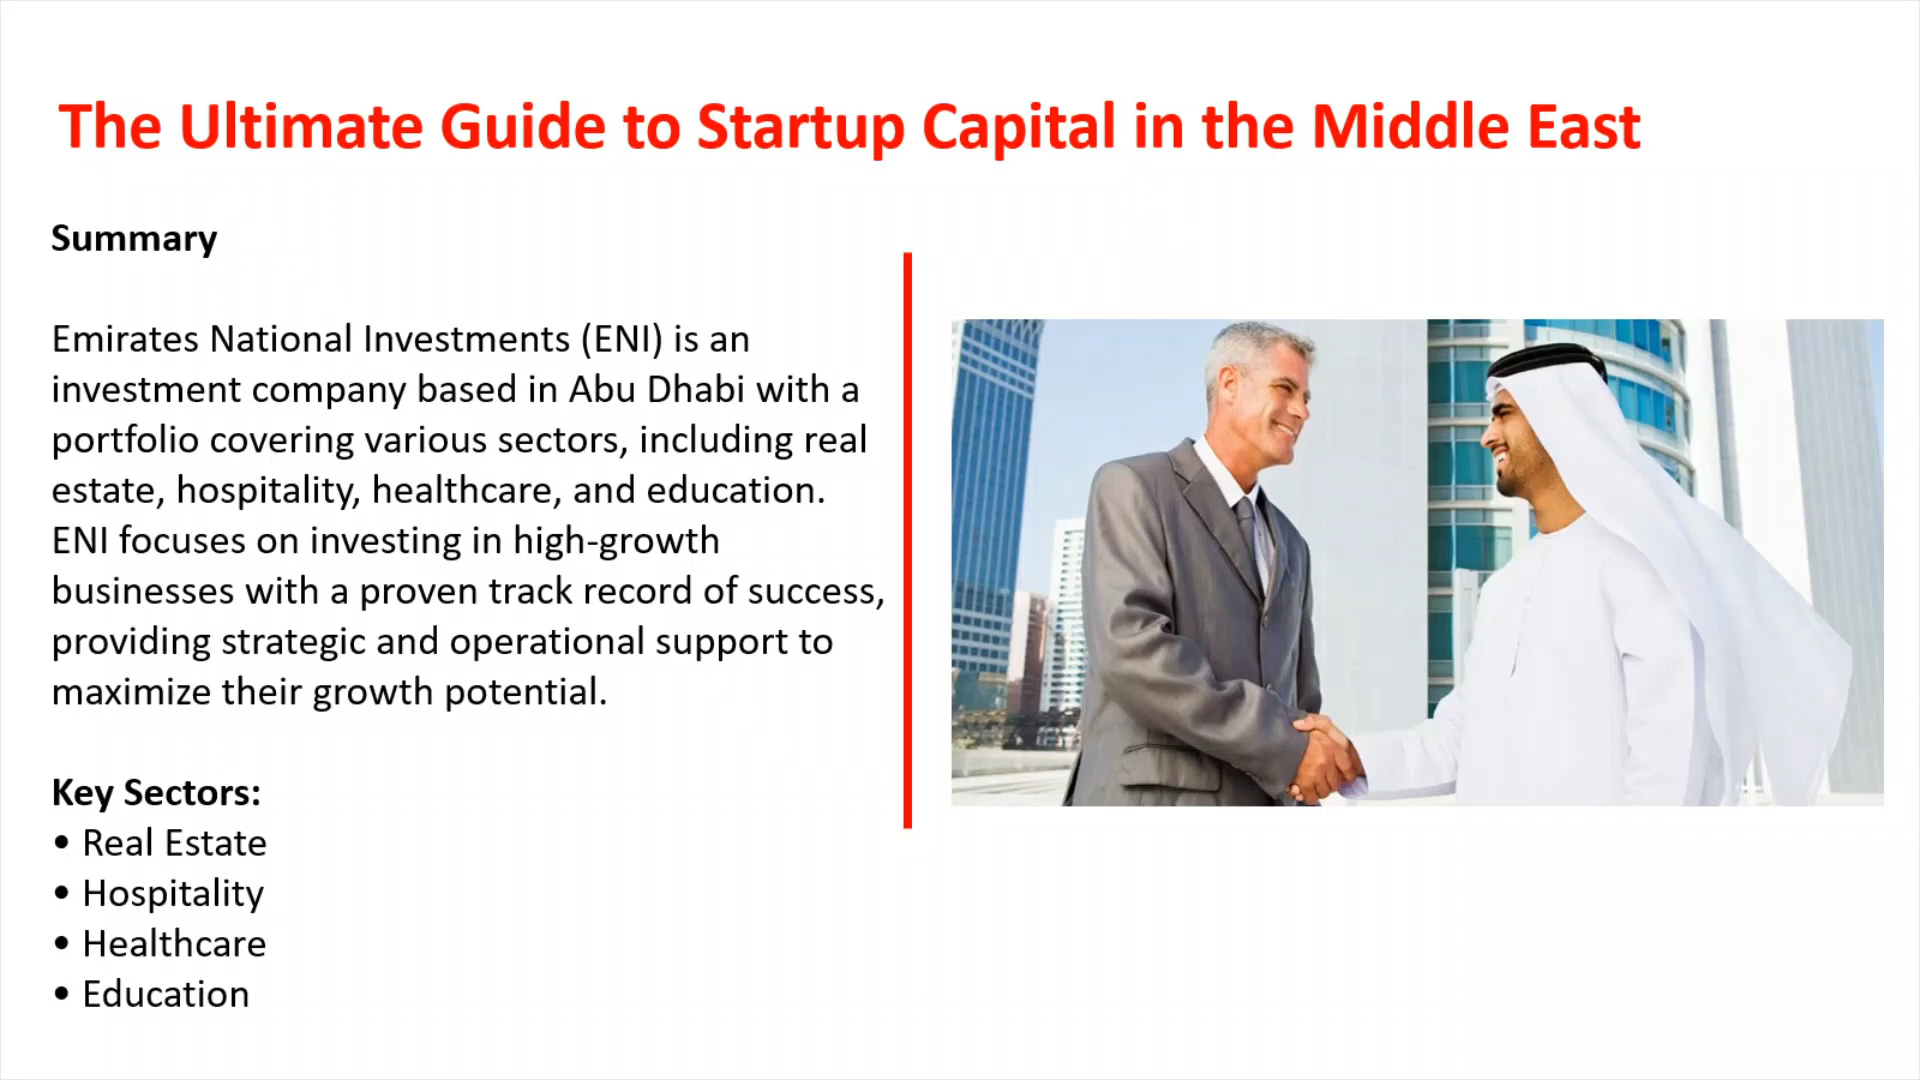 The Ultimate Guide to Startup Capital in the Middle East
Summary
Emirates National Investments (ENI) is an
investment company based in Abu Dhabi with a
portfolio covering various sectors, including real
estate, hospitality, healthcare, and education.
ENI focuses on investing in high-growth
businesses with a proven track record of success,
providing strategic and operational support to
maximize their growth potential.
Key Sectors:
• Real Estate
• Hospitality
• Healthcare
• Education